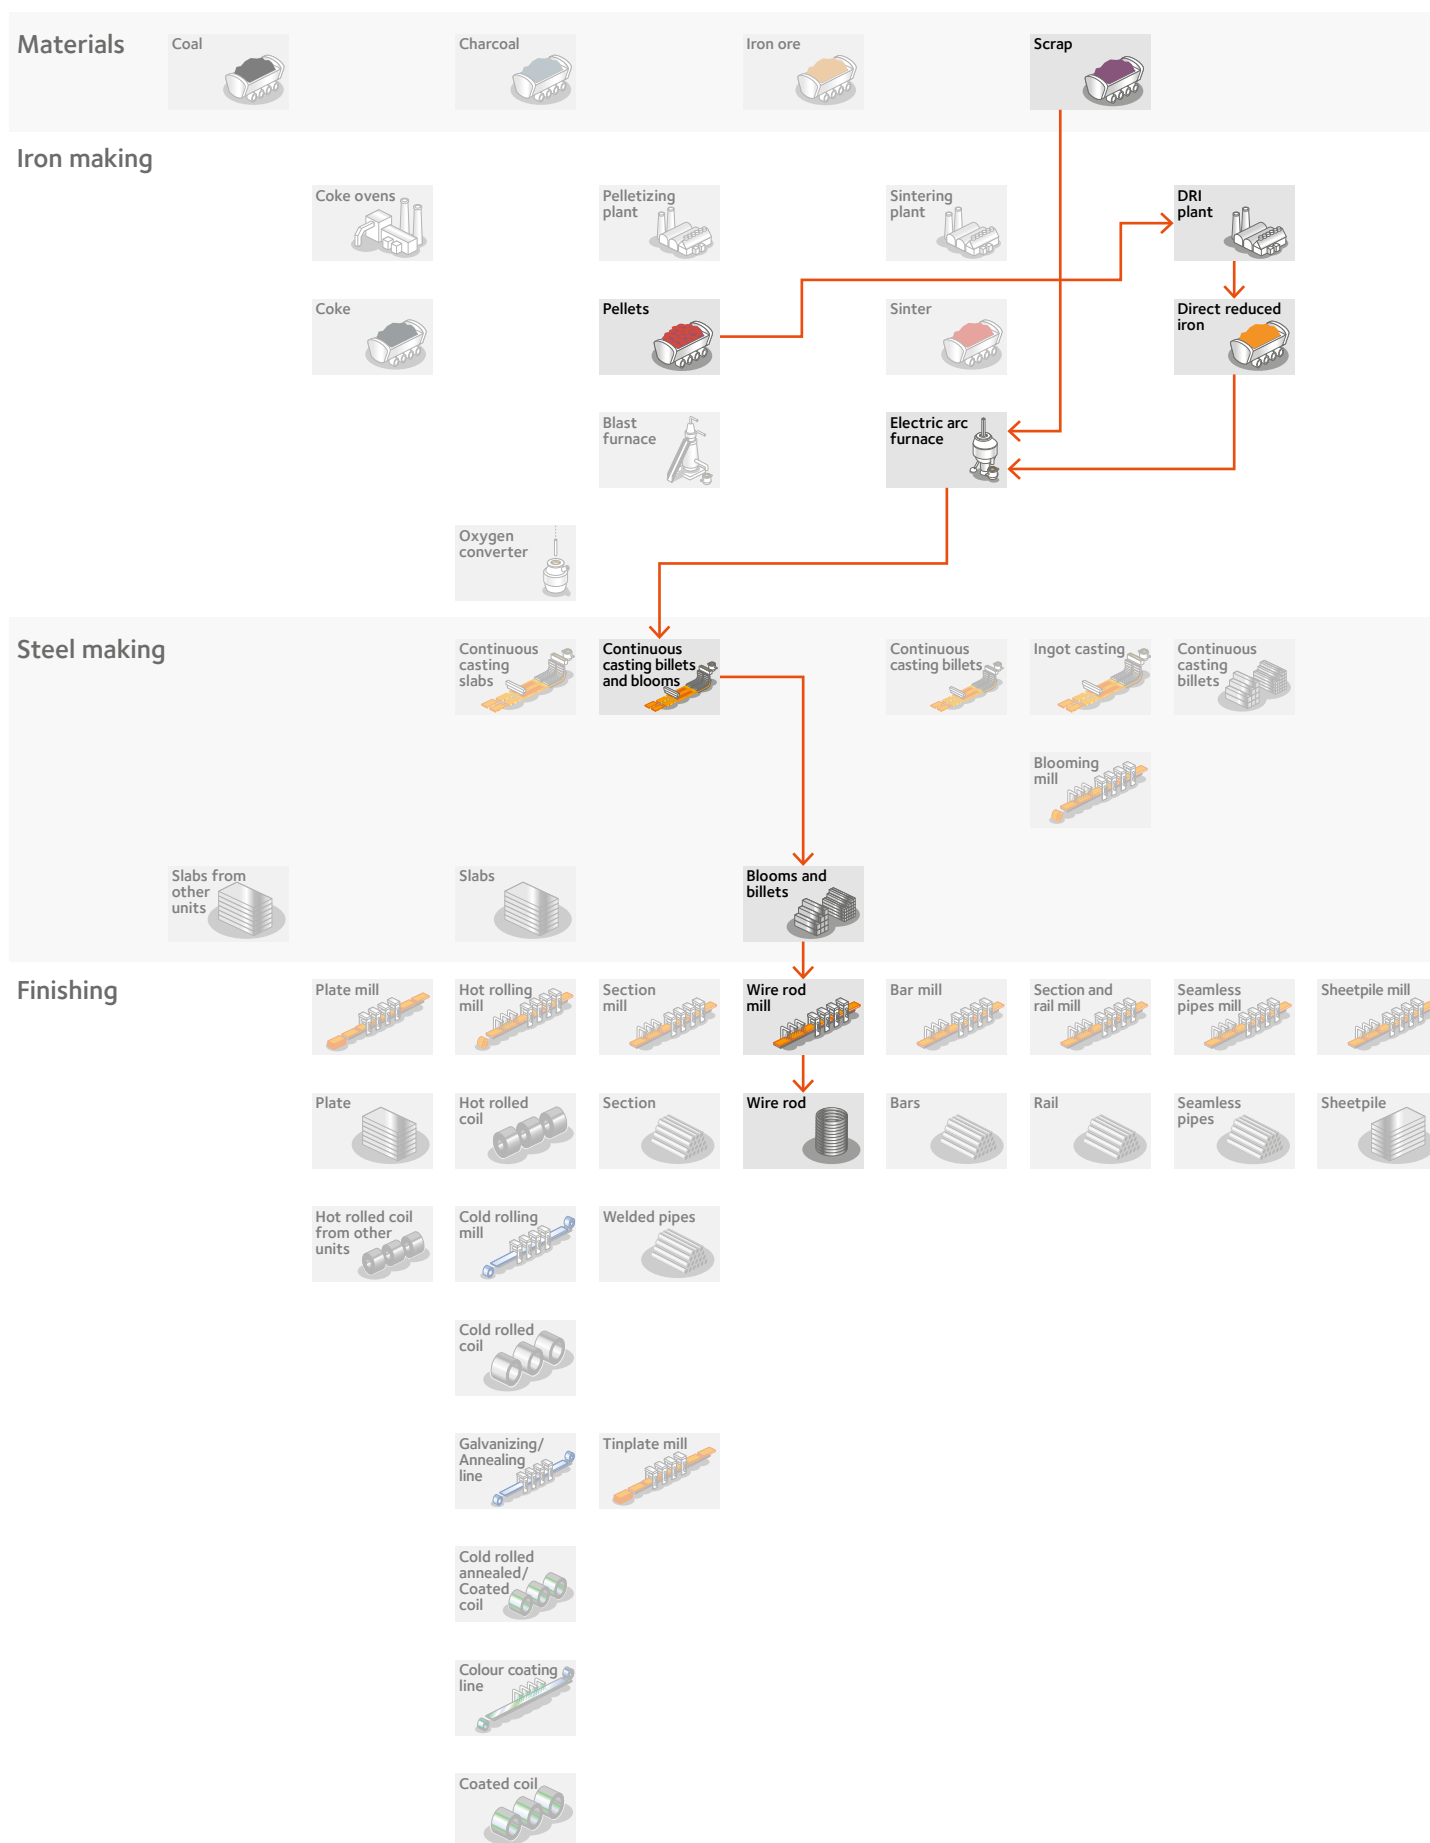 Materials
Coal
Charcoal
Iron ore
Scrap
Iron making
Coke ovens
Pelletizing
plant
Sintering
plant
DRI
plant
Coke
Pellets
Sinter
Direct reduced
iron
Blast
furnace
Electric arc
furnace
Oxygen
converter
Steel making
Continuous
casting
slabs
Continuous
casting billets
and blooms
Continuous
casting billets
Ingot casting
Continuous
casting
billets
Blooming
mill
Slabs from
other
units
Slabs
Blooms and
billets
Finishing
Plate mill
Hot rolling
mill
Section
mill
Wire rod
mill
Bar mill
Section and
rail mill
Seamless
pipes mill
Sheetpile mill
Plate
Hot rolled
coil
Section
Wire rod
Bars
Rail
Seamless
pipes
Sheetpile
Hot rolled coil
from other
units
Cold rolling
mill
Welded pipes
Cold rolled
coil
Galvanizing/
Annealing
line
Tinplate mill
Cold rolled
annealed/
Coated
coil
Colour coating
line
Coated coil